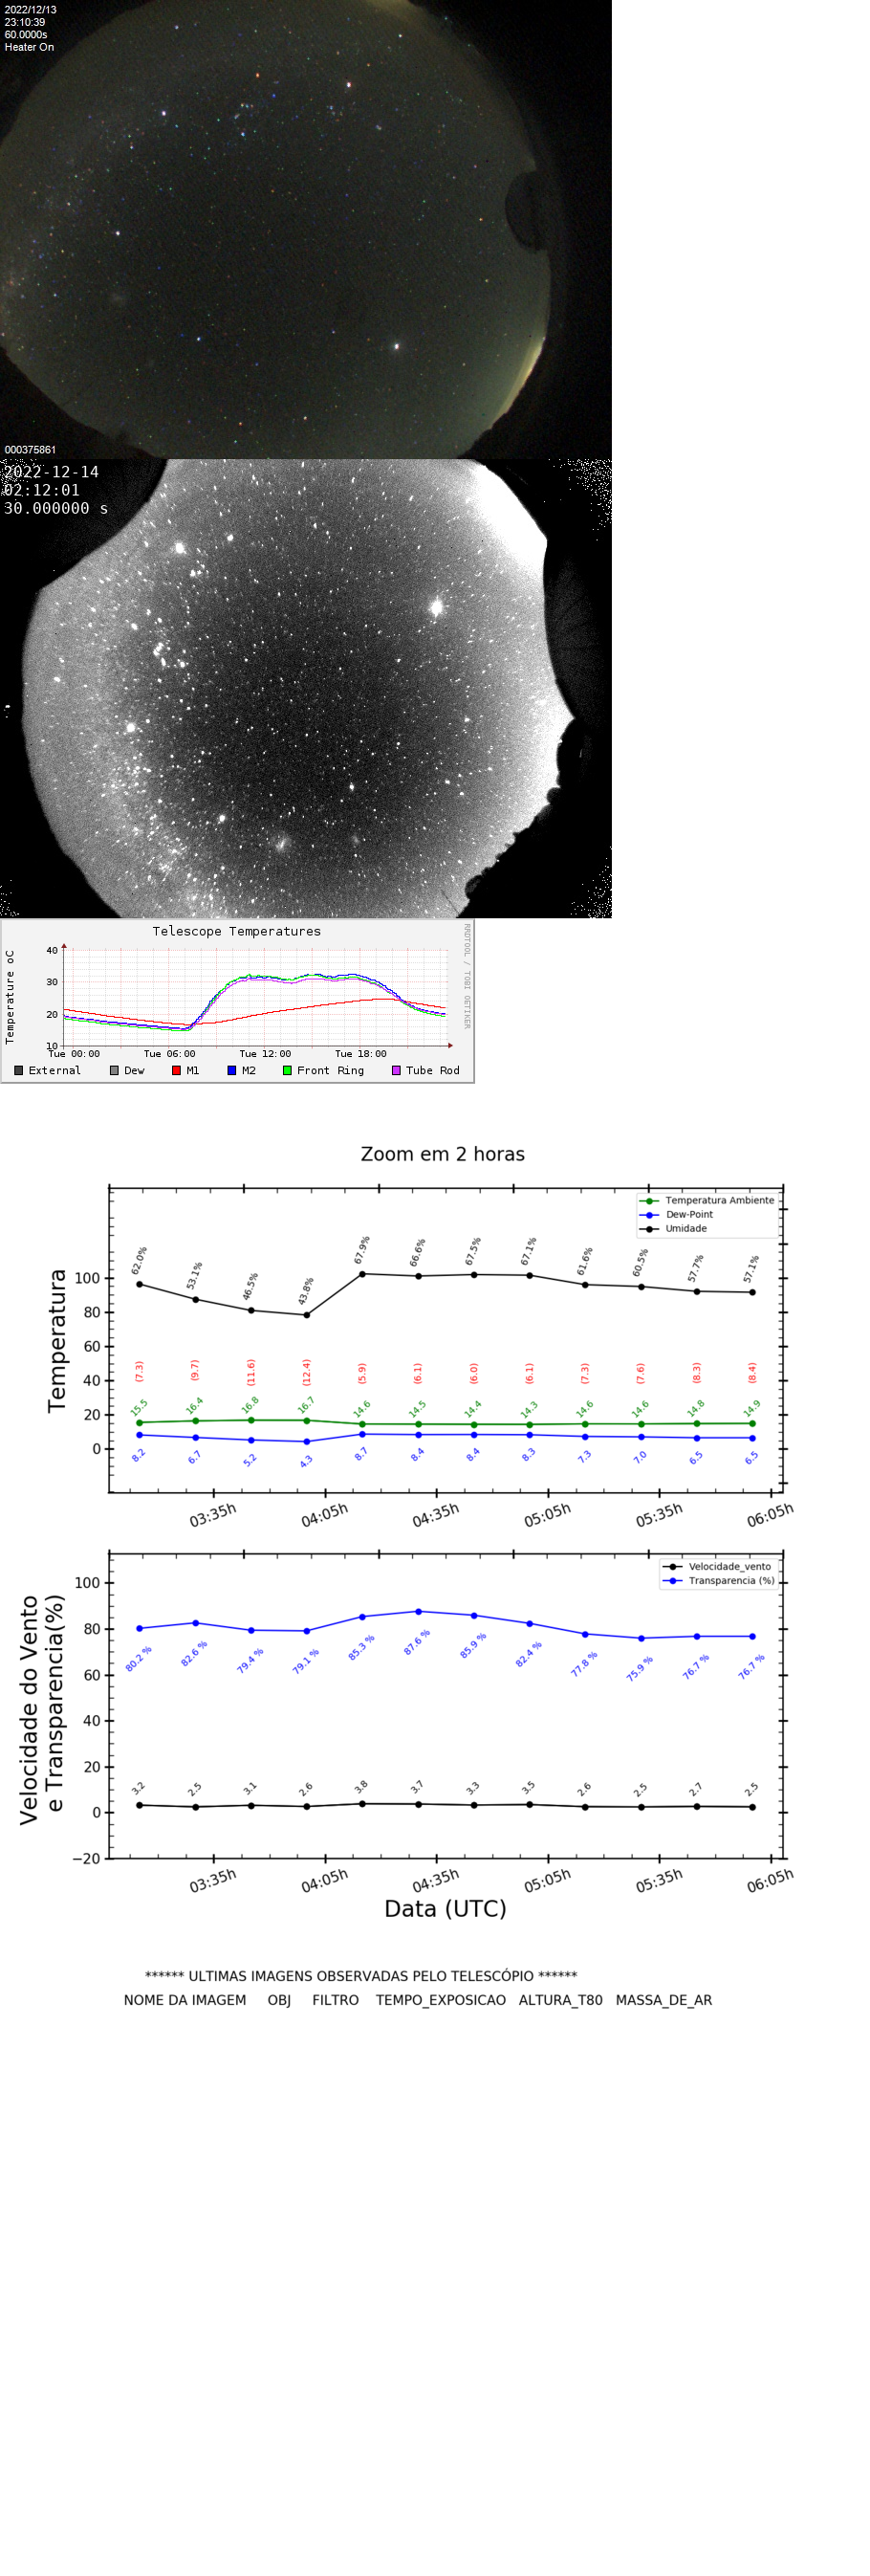 2022/12/13
23:10:39
60.0000s
Heater On
000375861
2022-12-14
02:12:01
30.000000 s
Telescope Temperatures
RRDTOOL / TOBI OETIKER
Temperature oC
40
30
20
10
Tue 00:00 Tue 06:00 Tue 12:00 Tue 18:00
External Dew M1 M2 Front Ring Tube Rod
Zoom em 2 horas
Temperatura Ambiente
Dew-Point
Umidade
Temperatura
100
80
60
40
20
0
62.0% 53.1% 46.5% 43.8% 67.9% 66.6% 67.5% 67.1% 61.6% 60.5% 57.7% 57.1%
(7.3) (9.7) (11.6) (12.4) (5.9) (6.1) (6.0) (6.1) (7.3) (7.6) (8.3) (8.4)
15.5 16.4 16.8 16.7 14.6 14.5 14.4 14.3 14.6 14.6 14.8 14.9
8.2 6.7 5.2 4.3 8.7 8.4 8.4 8.3 7.3 7.0 6.5 6.5
03:35h 04:05h 04:35h 05:05h 05:35h 06:05h
Velocidade_vento
Transparencia (%)
Velocidade do Vento
e Transparencia(%)
100
80
60
40
20
0
−20
80.2 % 82.6 % 79.4 % 79.1 % 85.3 % 87.6 % 85.9 % 82.4 % 77.8 % 75.9 % 76.7 % 76.7 %
3.2 2.5 3.1 2.6 3.8 3.7 3.3 3.5 2.6 2.5 2.7 2.5
03:35h 04:05h 04:35h 05:05h 05:35h 06:05h
Data (UTC)
****** ULTIMAS IMAGENS OBSERVADAS PELO TELESCÓPIO ******
NOME DA IMAGEM OBJ FILTRO TEMPO_EXPOSICAO ALTURA_T80 MASSA_DE_AR